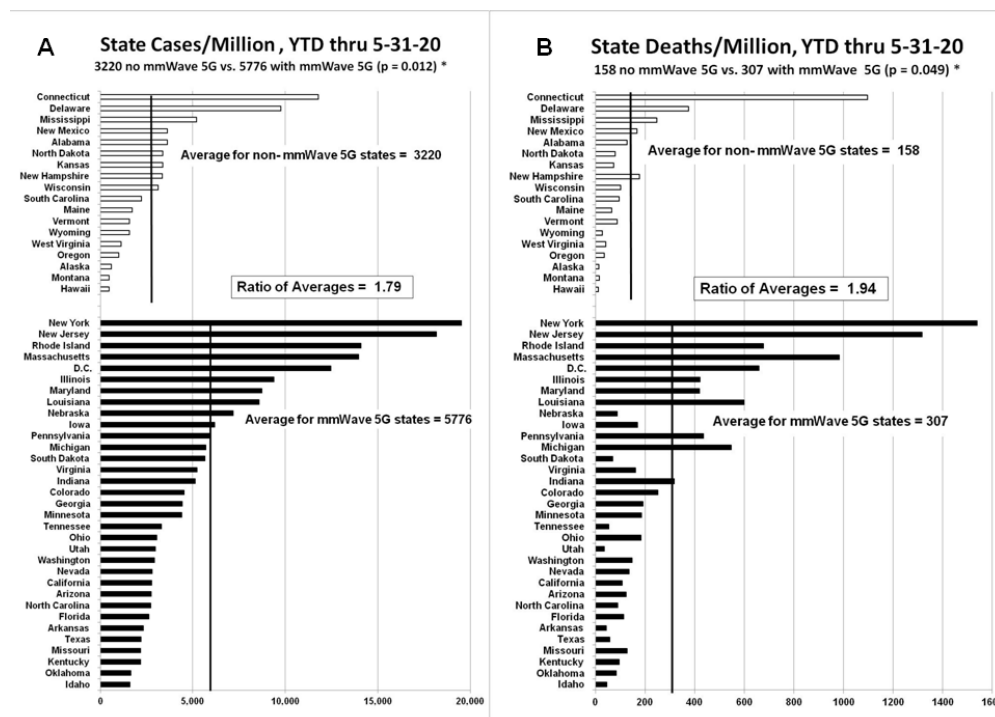 A
State Cases/Million , YTD thru 5-31-20
3220 no mmWave 5G vs. 5776 with mmWave 5G (p = 0.012) *
Connecticut
Delaware
Mississippi
New Mexico
Alabama
North Dakota
Kansas
New Hampshire
Wisconsin
South Carolina
Maine
Vermont
Wyoming
West Virginia
Oregon
Alaska
Montana
Hawaii
Average for non-mmWave 5G states = 3220
Ratio of Averages = 1.79
New York
New Jersey
Rhode Island
Massachusetts
D.C.
Illinois
Maryland
Louisiana
Nebraska
Iowa
Pennsylvania
Michigan
South Dakota
Virginia
Indiana
Colorado
Georgia
Minnesota
Tennessee
Ohio
Utah
Washington
Nevada
California
Arizona
North Carolina
Florida
Arkansas
Texas
Missouri
Kentucky
Oklahoma
Idaho
Average for mmWave 5G states = 5776
0 5,000 10,000 15,000 20,000
B
State Deaths/Million, YTD thru 5-31-20
158 no mmWave 5G vs. 307 with mmWave 5G (p = 0.049) *
Connecticut
Delaware
Mississippi
New Mexico
Alabama
North Dakota
Kansas
New Hampshire
Wisconsin
South Carolina
Maine
Vermont
Wyoming
West Virginia
Oregon
Alaska
Montana
Hawaii
Average for non-mmWave 5G states = 158
Ratio of Averages = 1.94
New York
New Jersey
Rhode Island
Massachusetts
D.C.
Illinois
Maryland
Louisiana
Nebraska
Iowa
Pennsylvania
Michigan
South Dakota
Virginia
Indiana
Colorado
Georgia
Minnesota
Tennessee
Ohio
Utah
Washington
Nevada
California
Arizona
North Carolina
Florida
Arkansas
Texas
Missouri
Kentucky
Oklahoma
Idaho
Average for mmWave 5G states = 307
0 200 400 600 800 1000 1200 1400